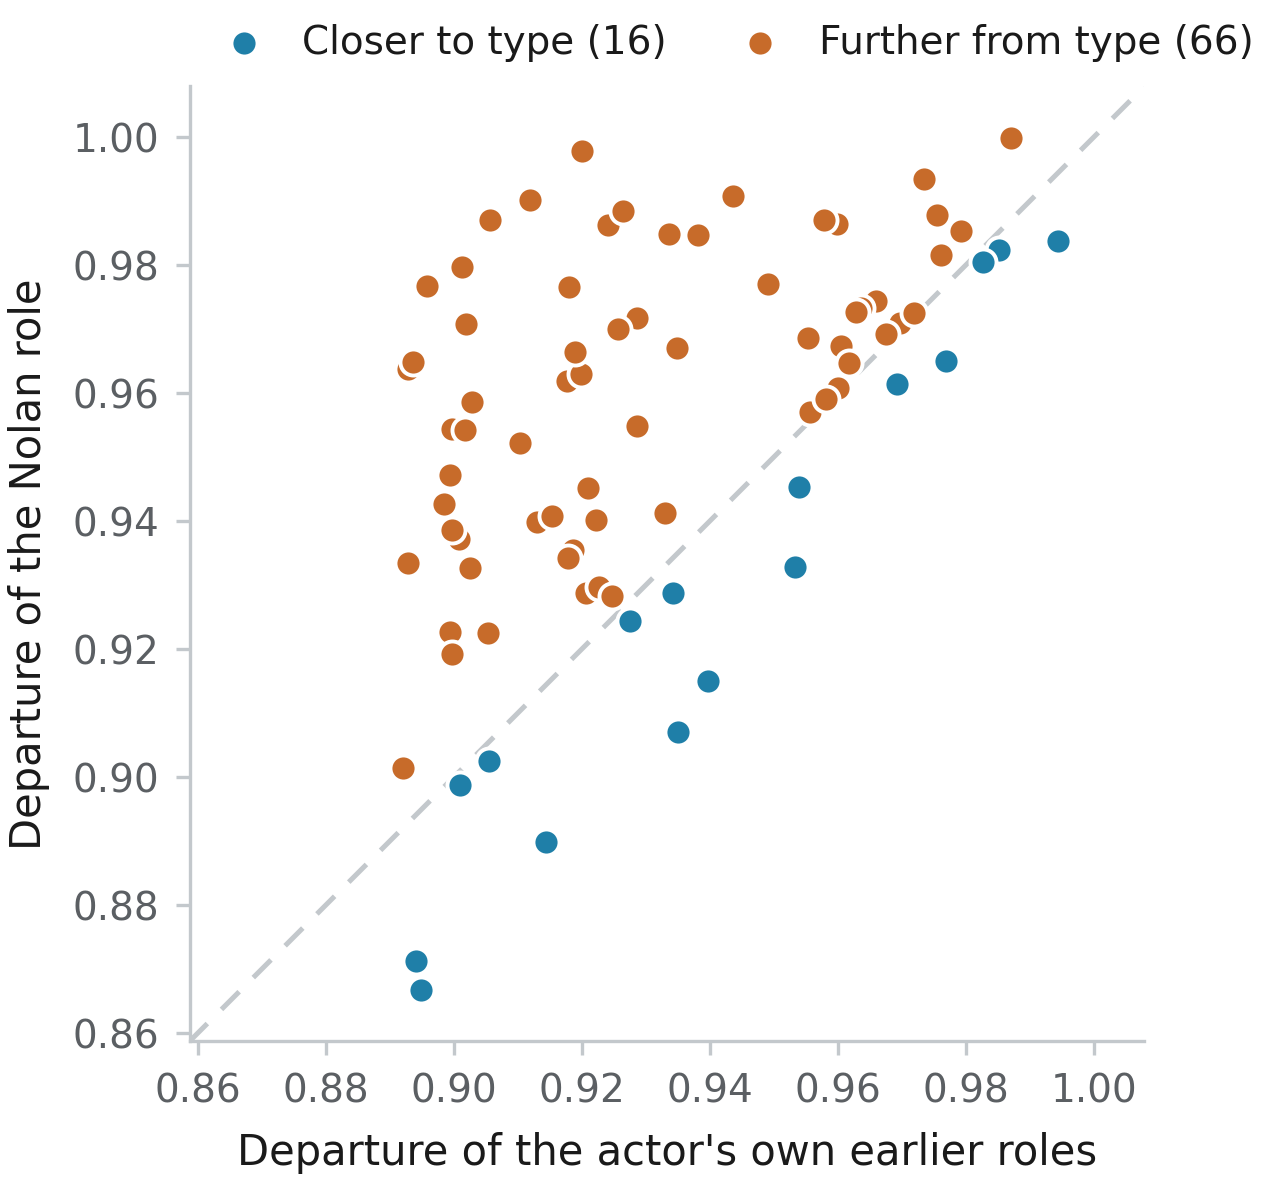 Closer to type (16)
Further from type (66)
Departure of the Nolan role
1.00
0.98
0.96
0.94
0.92
0.90
0.88
0.86
0.86 0.88 0.90 0.92 0.94 0.96 0.98 1.00
Departure of the actor's own earlier roles